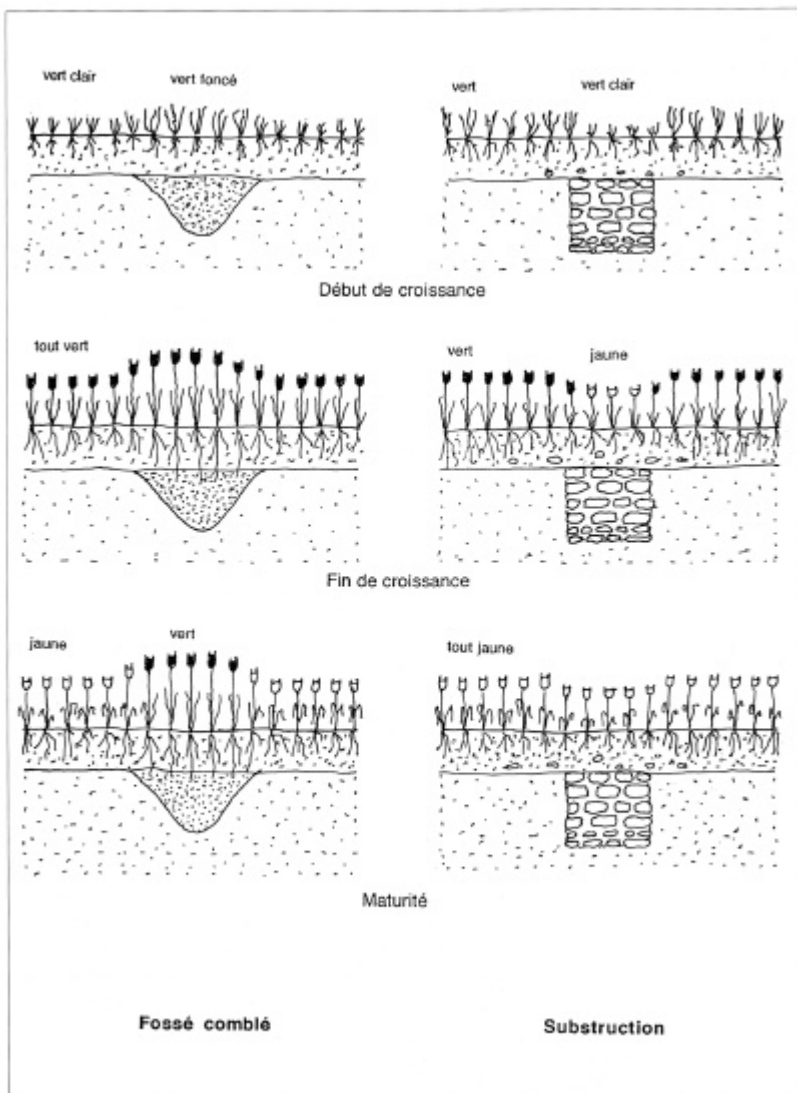 vert clair vert foncé
vert vert clair
Début de croissance
tout vert
vert jaune
Fin de croissance
jaune vert
tout jaune
Maturité
Fossé comblé Substruction